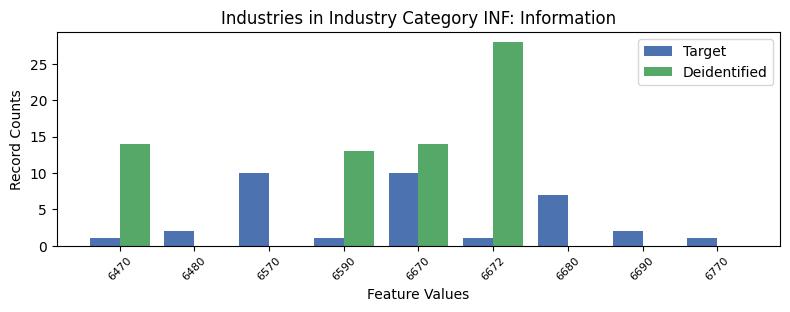 Industries in Industry Category INF: Information
Target
Deidentified
Record Counts
25
20
15
10
5
0
6470 6480 6570 6590 6670 6672 6680 6690 6770
Feature Values